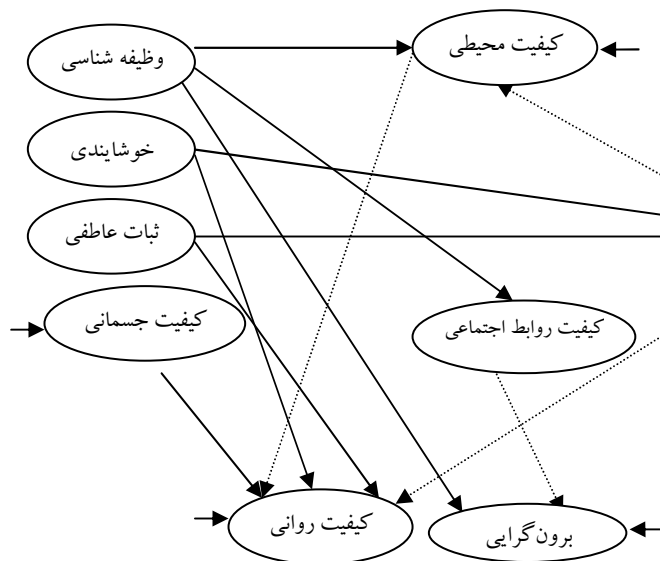 کیفیت محیطی
وظیفه شناسی
خوشایندی
ثبات عاطفی
کیفیت جسمانی
کیفیت روابط اجتماعی
کیفیت روانی
برون‌گرایی